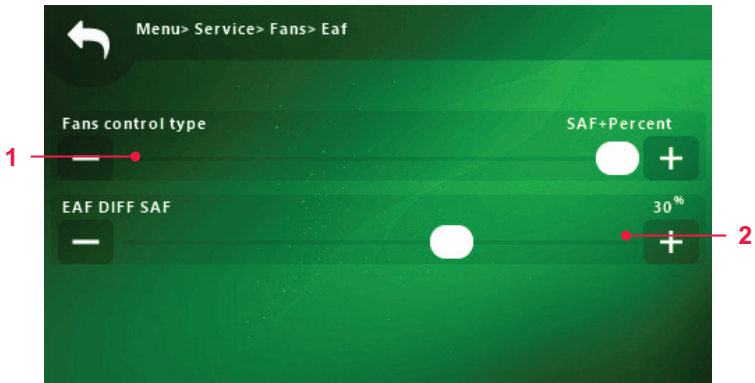 Menu> Service> Fans> Eaf
Fans control type SAF+Percent
1
EAF DIFF SAF 30%
2